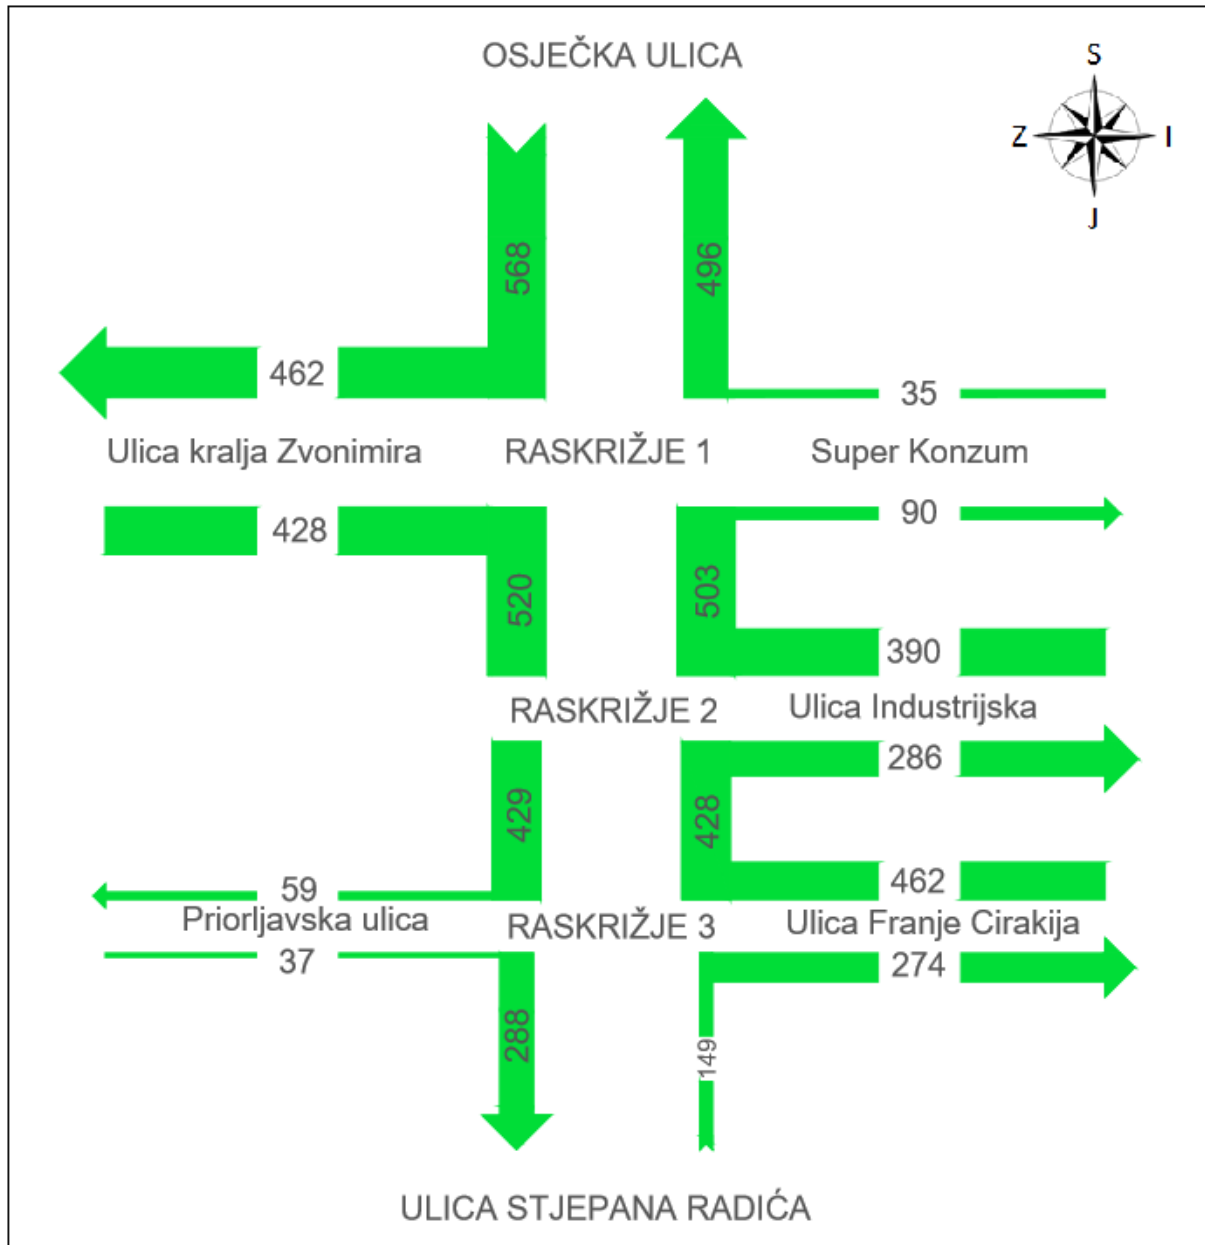 OSJEČKA ULICA
S
Z
I
J
568
496
462
35
Ulica kralja Zvonimira
RASKRIŽJE 1
Super Konzum
428
90
520
503
390
RASKRIŽJE 2
Ulica Industrijska
286
429
428
59
462
Priorljavska ulica
RASKRIŽJE 3
Ulica Franje Cirakija
37
274
288
149
ULICA STJEPANA RADIĆA